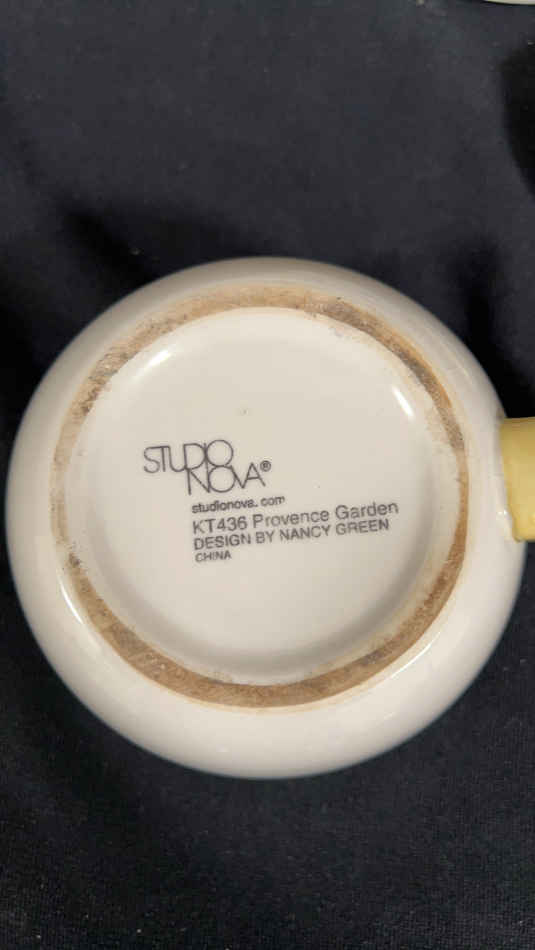 STUDIO
NOVA®
studionova.com
KT436 Provence Garden
DESIGN BY NANCY GREEN
CHINA